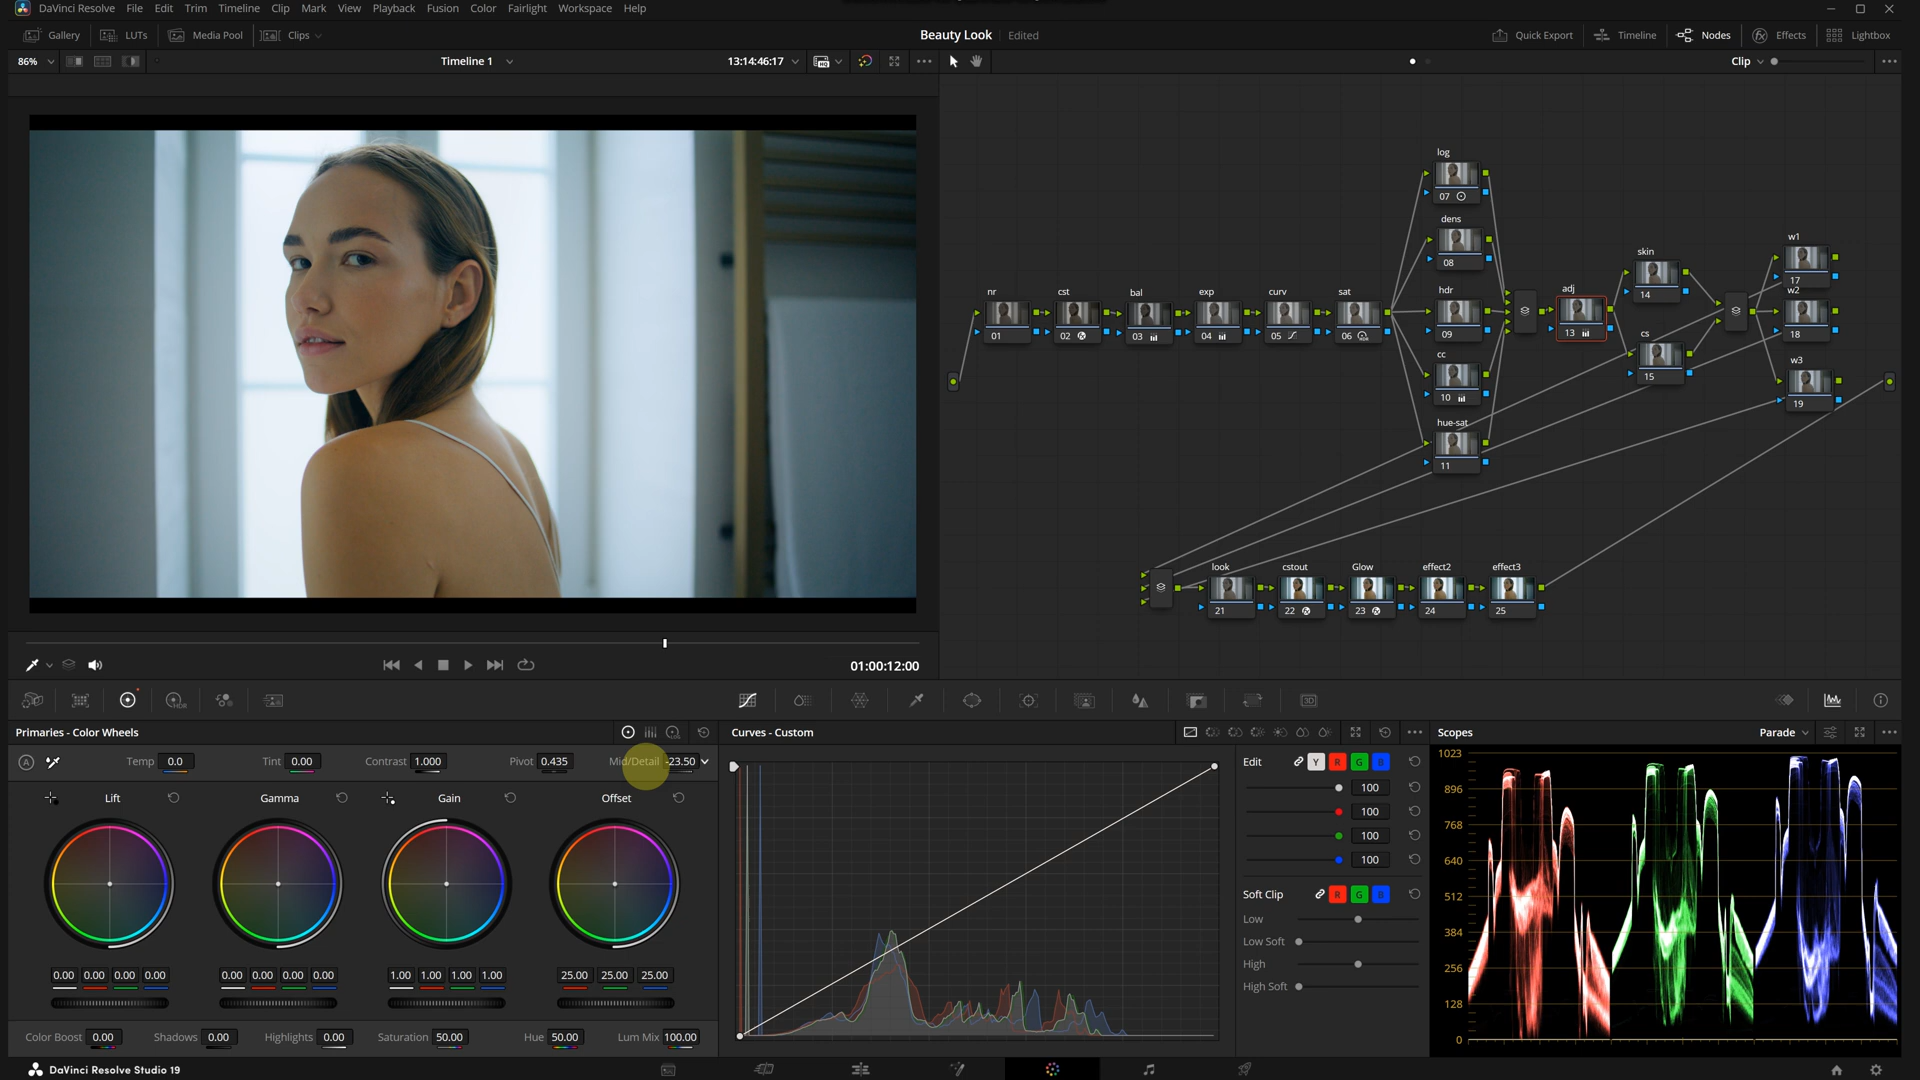 DaVinci Resolve File Edit Trim Timeline Clip Mark View Playback Fusion Color Fairlight Workspace Help
Gallery LUTs Media Pool Clips Beauty Look Edited Quick Export Timeline Nodes Effects Lightbox
86% Timeline 1 13:14:46:17 Clip
log
07
dens
08
w1
17
skin
14
w2
18
nr cst bal exp curv sat hdr adj
01 02 03 04 05 06 09 13
cs
15
cc
10
w3
19
hue-sat
11
look cstout Glow effect2 effect3
21 22 23 24 25
01:00:12:00
HDR
3D
Primaries - Color Wheels
LOG
Curves - Custom
Scopes Parade
A Temp 0.0 Tint 0.00 Contrast 1.000 Pivot 0.435 Mid/Detail -23.50
Lift Gamma Gain Offset
0.00 0.00 0.00 0.00 0.00 0.00 0.00 0.00 1.00 1.00 1.00 1.00 25.00 25.00 25.00
Color Boost 0.00 Shadows 0.00 Highlights 0.00 Saturation 50.00 Hue 50.00 Lum Mix 100.00
Edit Y R G B
100
100
100
100
Soft Clip R G B
Low
Low Soft
High
High Soft
1023
896
768
640
512
384
256
128
0
DaVinci Resolve Studio 19